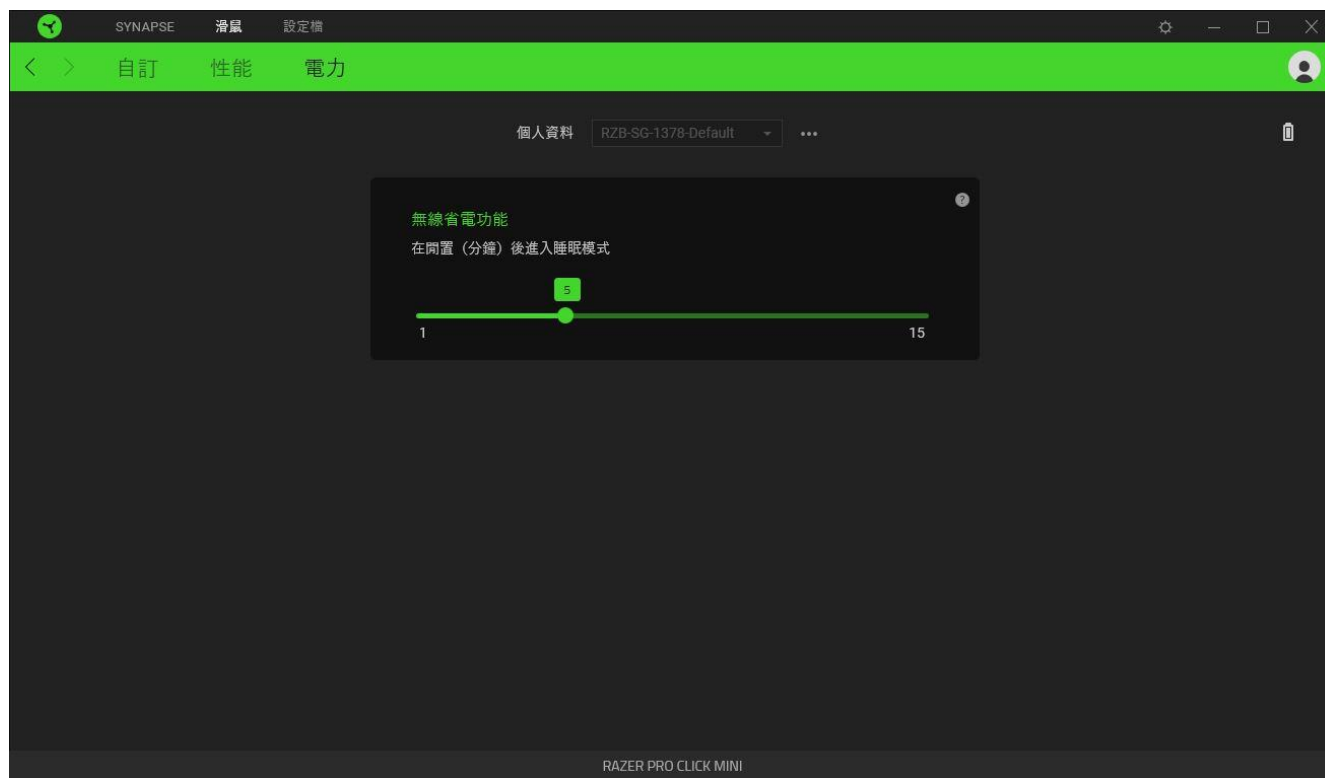 SYNAPSE 滑鼠 設定檔
自訂 性能 電力
個人資料 RZB-SG-1378-Default
無線省電功能
在閒置（分鐘）後進入睡眠模式
5
1 15
RAZER PRO CLICK MINI